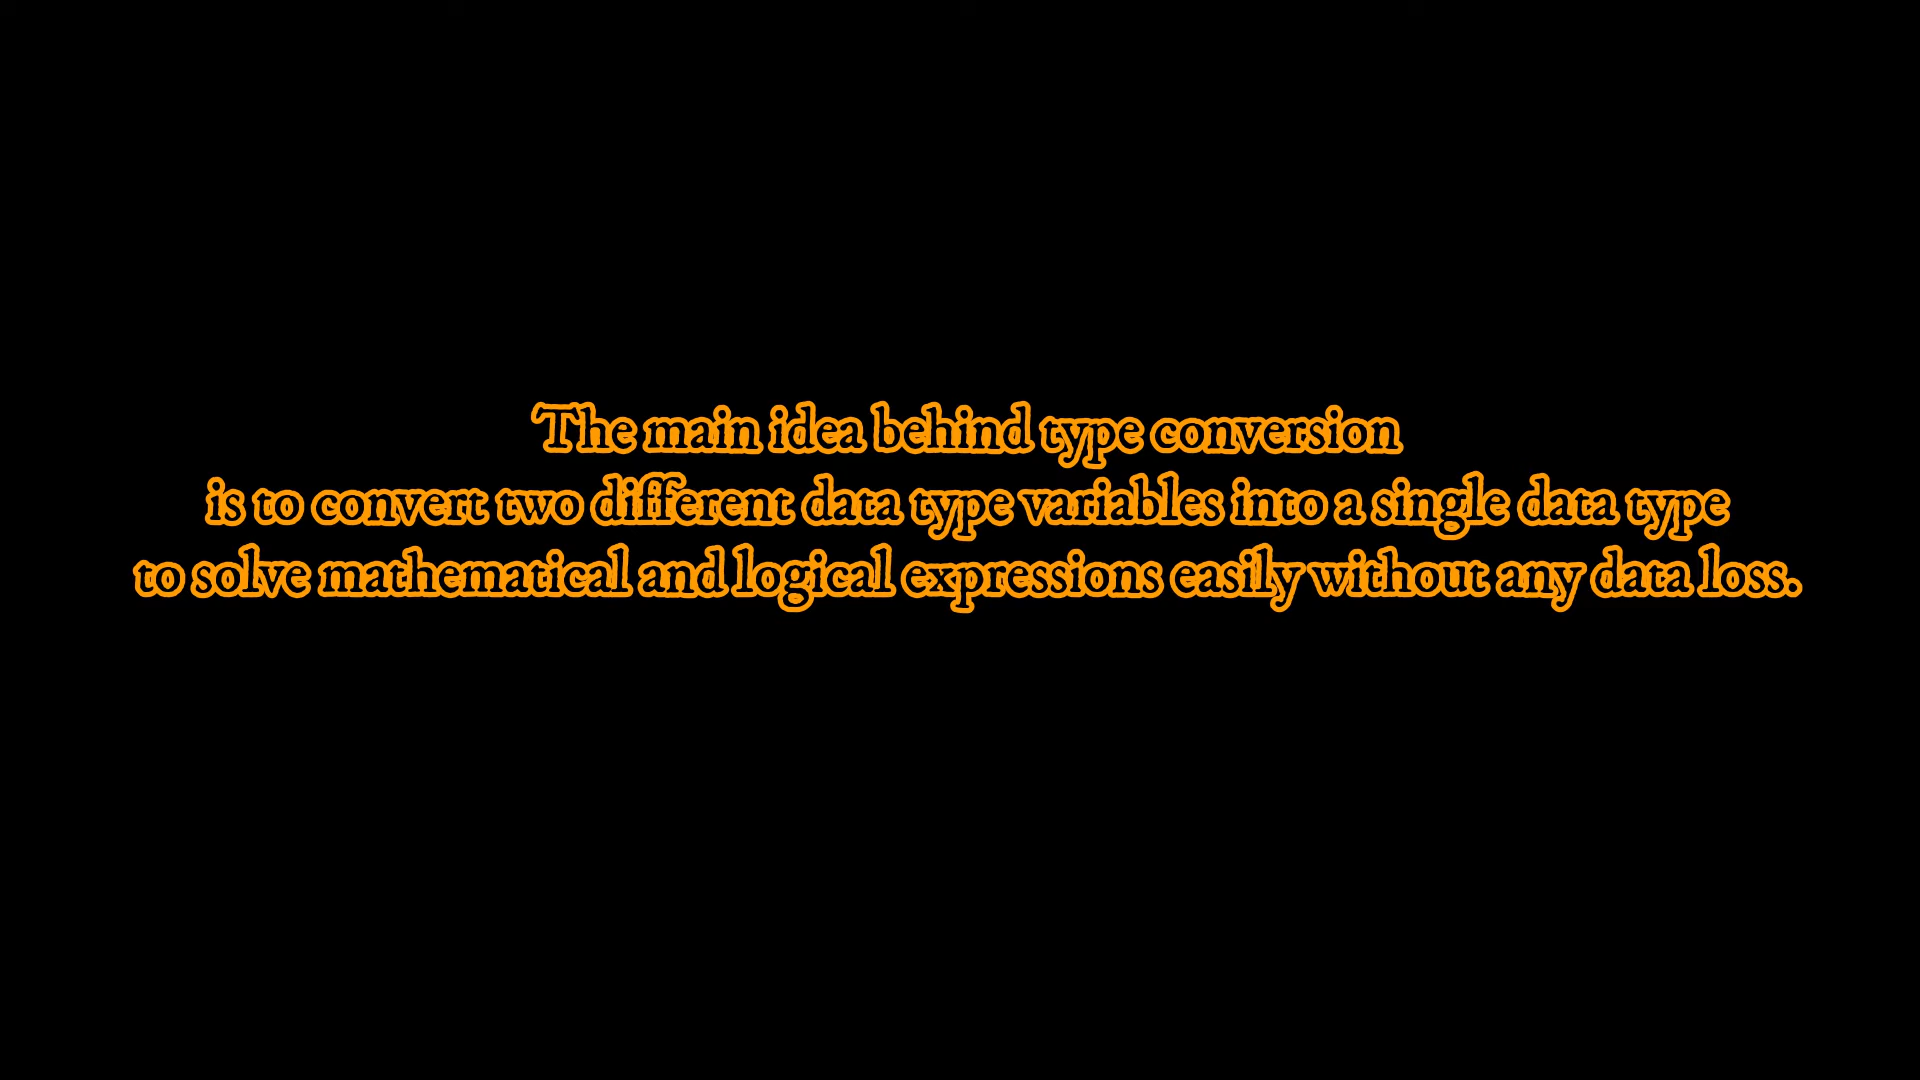 The main idea behind type conversion
is to convert two different data type variables into a single data type
to solve mathematical and logical expressions easily without any data loss.